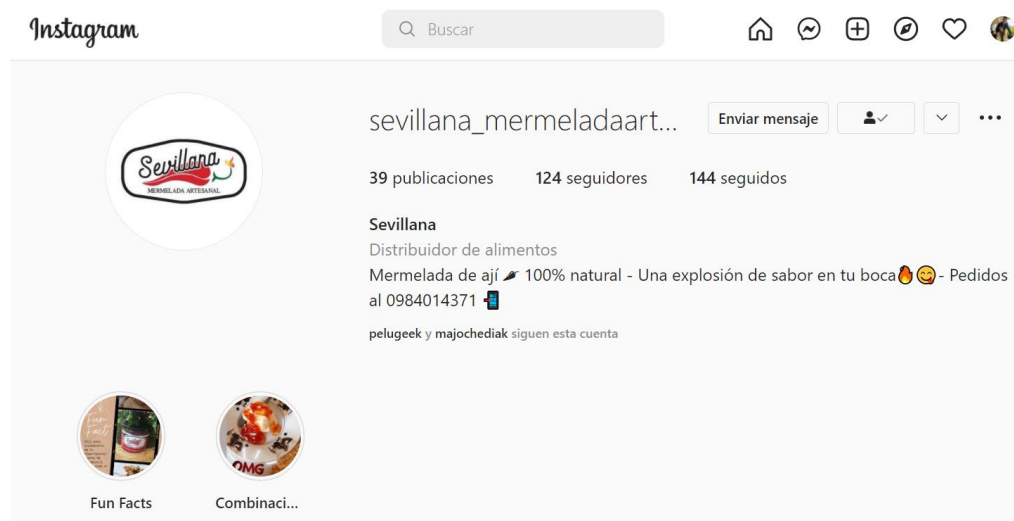 Instagram
Buscar
Sevillana
MERMELADA ARTESANAL
sevillana_mermeladaart...
Enviar mensaje
39 publicaciones 124 seguidores 144 seguidos
Sevillana
Distribuidor de alimentos
Mermelada de ají 🌶 100% natural - Una explosión de sabor en tu boca🔥😋- Pedidos
al 0984014371 📲
pelugeek y majochediak siguen esta cuenta
Fun
Fact
OMG
Fun Facts
Combinaci...